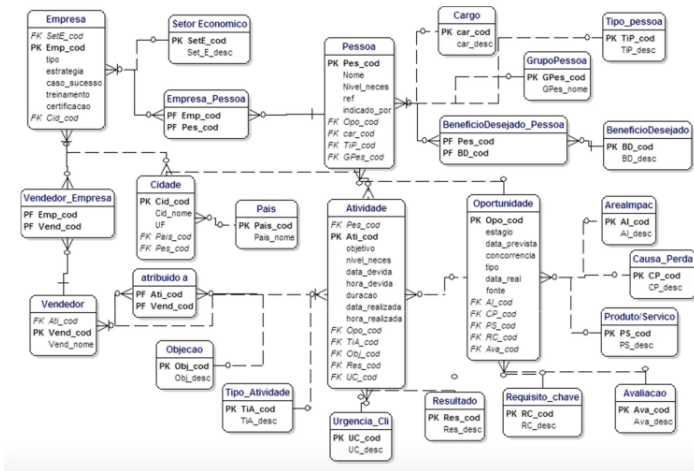 Empresa
FK SetE_cod
PK Emp_cod
tipo
estrategia
caso_sucesso
treinamento
certificacao
FK Cid_cod
Setor Economico
PK SetE_cod
Set_E_desc
Empresa_Pessoa
PF Emp_cod
PF Pes_cod
Pessoa
PK Pes_cod
Nome
Nivel_neces
ref
indicado_por
FK Opo_cod
FK car_cod
FK TiP_cod
FK GPes_cod
Cargo
PK car_cod
car_desc
Tipo_pessoa
PK TiP_cod
TiP_desc
GrupoPessoa
PK GPes_cod
GPes_nome
BeneficioDesejado_Pessoa
PF Pes_cod
PF BD_cod
BeneficioDesejado
PK BD_cod
BD_desc
Vendedor_Empresa
PF Emp_cod
PF Vend_cod
Cidade
PK Cid_cod
Cid_nome
UF
FK Pais_cod
FK Pes_cod
Pais
PK Pais_cod
Pais_nome
Atividade
FK Pes_cod
PK Ati_cod
objetivo
nivel_neces
data_devida
hora_devida
duracao
data_realizada
hora_realizada
FK Opo_cod
FK TiA_cod
FK Obj_cod
FK Res_cod
FK UC_cod
Oportunidade
PK Opo_cod
estagio
data_prevista
concorrencia
tipo
data_real
fonte
FK AI_cod
FK CP_cod
FK PS_cod
FK RC_cod
FK Ava_cod
AreaImpac
PK AI_cod
AI_desc
Causa_Perda
PK CP_cod
CP_desc
Produto/Servico
PK PS_cod
PS_desc
Vendedor
FK Ati_cod
PK Vend_cod
Vend_nome
atribuido a
PF Ati_cod
PF Vend_cod
Objecao
PK Obj_cod
Obj_desc
Tipo_Atividade
PK TiA_cod
TIA_desc
Urgencia_Cli
PK UC_cod
UC_desc
Resultado
PK Res_cod
Res_desc
Requisito_chave
PK RC_cod
RC_desc
Avaliacao
PK Ava_cod
Ava_desc